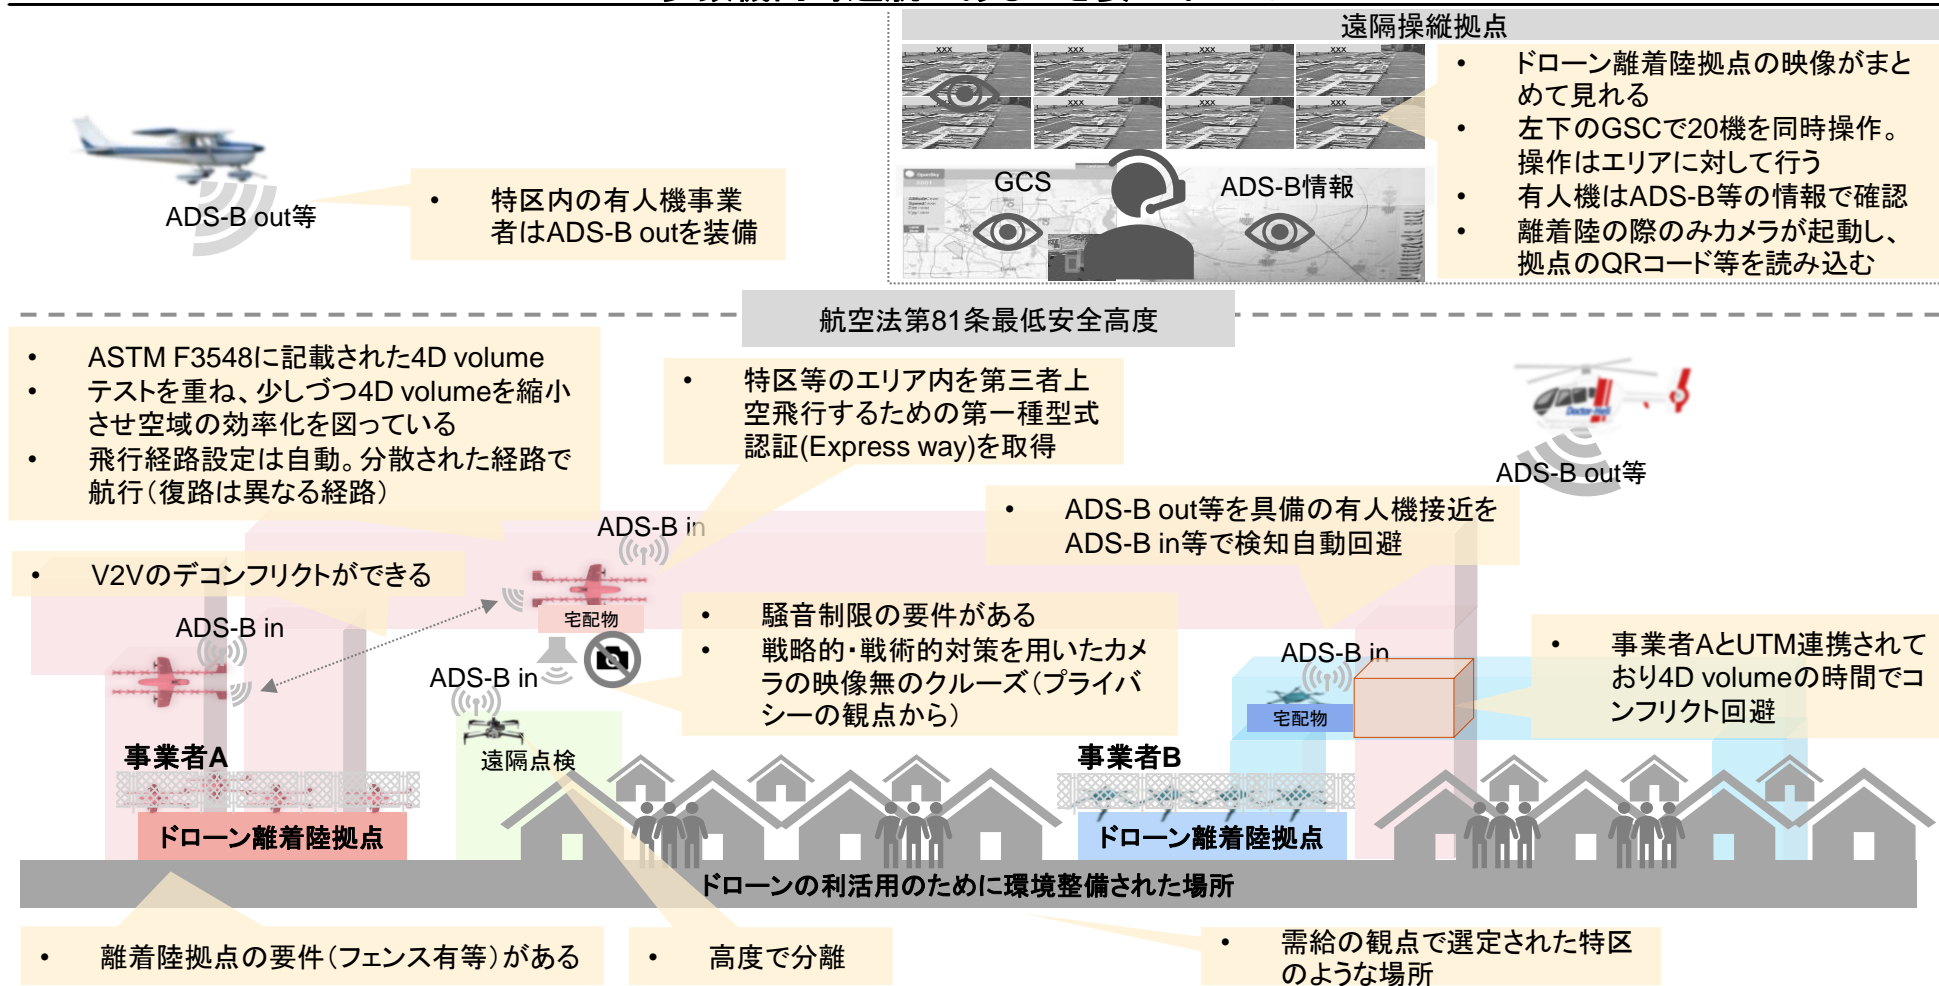 遠隔操縦拠点
xxx
xxx
xxx
xxx
xxx
xxx
xxx
• ドローン離着陸拠点の映像がまと
めて見れる
• 左下のGSCで20機を同時操作。
操作はエリアに対して行う
• 有人機はADS-B等の情報で確認
• 離着陸の際のみカメラが起動し、
拠点のQRコード等を読み込む
GCS
ADS-B情報
ADS-B out等
• 特区内の有人機事業
者はADS-B outを装備
航空法第81条最低安全高度
• ASTM F3548に記載された4D volume
• テストを重ね、少しづつ4D volumeを縮小
させ空域の効率化を図っている
• 飛行経路設定は自動。分散された経路で
航行（復路は異なる経路）
• 特区等のエリア内を第三者上
空飛行するための第一種型式
認証(Express way)を取得
Doctor-Heli
ADS-B out等
• ADS-B out等を具備の有人機接近を
ADS-B in等で検知自動回避
ADS-B in
• V2Vのデコンフリクトができる
ADS-B in
宅配物
• 騒音制限の要件がある
• 戦略的・戦術的対策を用いたカメ
ラの映像無のクルーズ（プライバ
シーの観点から）
ADS-B in
ADS-B in
宅配物
• 事業者AとUTM連携されて
おり4D volumeの時間でコ
ンフリクト回避
事業者A
遠隔点検
事業者B
ドローン離着陸拠点
ドローン離着陸拠点
ドローンの利活用のために環境整備された場所
• 離着陸拠点の要件（フェンス有等）がある
• 高度で分離
• 需給の観点で選定された特区
のような場所